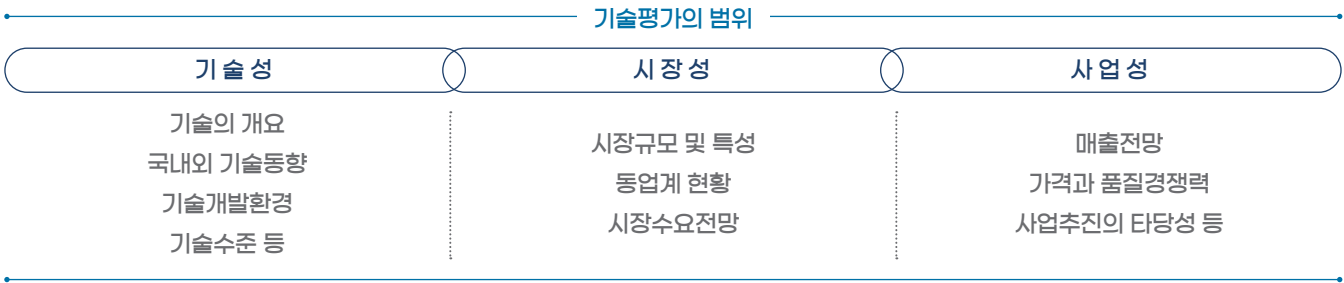 기술평가의 범위
기 술 성
시 장 성
사 업 성
기술의 개요
국내외 기술동향
기술개발환경
기술수준 등
시장규모 및 특성
동업계 현황
시장수요전망
매출전망
가격과 품질경쟁력
사업추진의 타당성 등